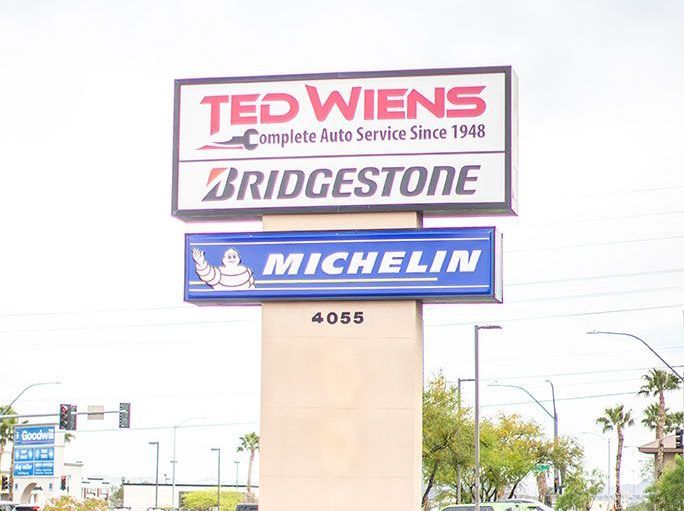 TED WIENS
Complete Auto Service Since 1948
BRIDGESTONE
MICHELIN
4055
Goodwill